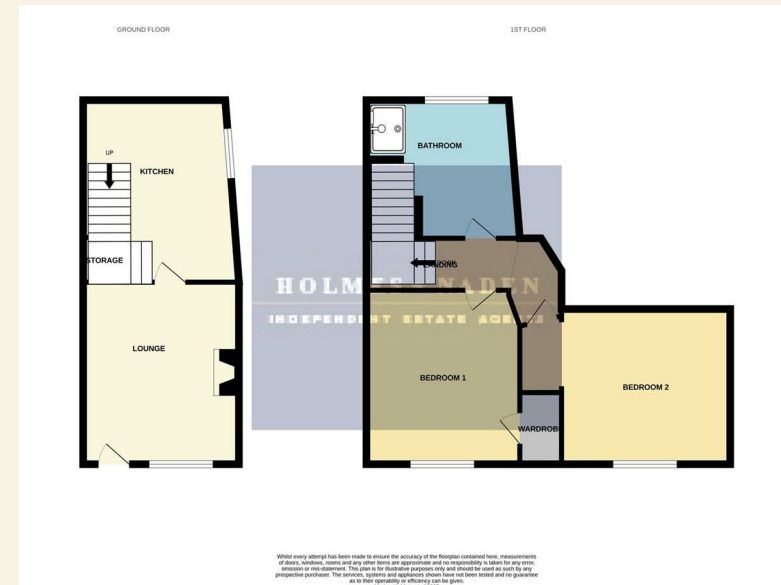 GROUND FLOOR
1ST FLOOR
UP
KITCHEN
STORAGE
LOUNGE
BATHROOM
DOWN
LANDING
HOLMES-NADEN
INDEPENDENT ESTATE AGENTS
BEDROOM 1
BEDROOM 2
WARDROB
Whilst every attempt has been made to ensure the accuracy of the floorplan contained here, measurements
of doors, windows, rooms and any other items are approximate and no responsibility is taken for any error,
omission or mis-statement. This plan is for illustrative purposes only and should be used as such by any
prospective purchaser. The services, systems and appliances shown have not been tested and no guarantee
as to their operability or efficiency can be given.